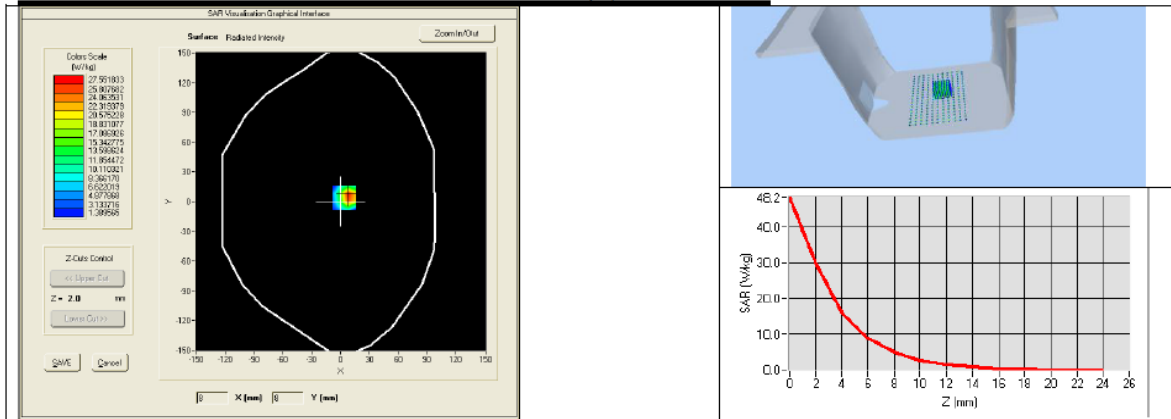 SAR Visualisation Graphical Interface
Surface Radiated Intensity
Zoom In/Out
Colors Scale
(W/kg)
27.551833
25.807682
24.063531
22.319379
20.575228
18.831077
17.086926
15.342775
13.598624
11.854472
10.110321
8.366170
6.622019
4.877868
3.133716
1.389565
Z-Cuts Control
<< Upper Cut
Z = 2.0 mm
Lower Cut >>
SAVE Cancel
150
120
90
60
30
0
-30
-60
-90
-120
-150
Y
-150 -120 -90 -60 -30 0 30 60 90 120 150
X
8 X (mm) 8 Y (mm)
SAR (W/kg)
48.2
30.0
20.0
10.0
0.0
0 2 4 6 8 10 12 14 16 18 20 22 24 26
Z (mm)